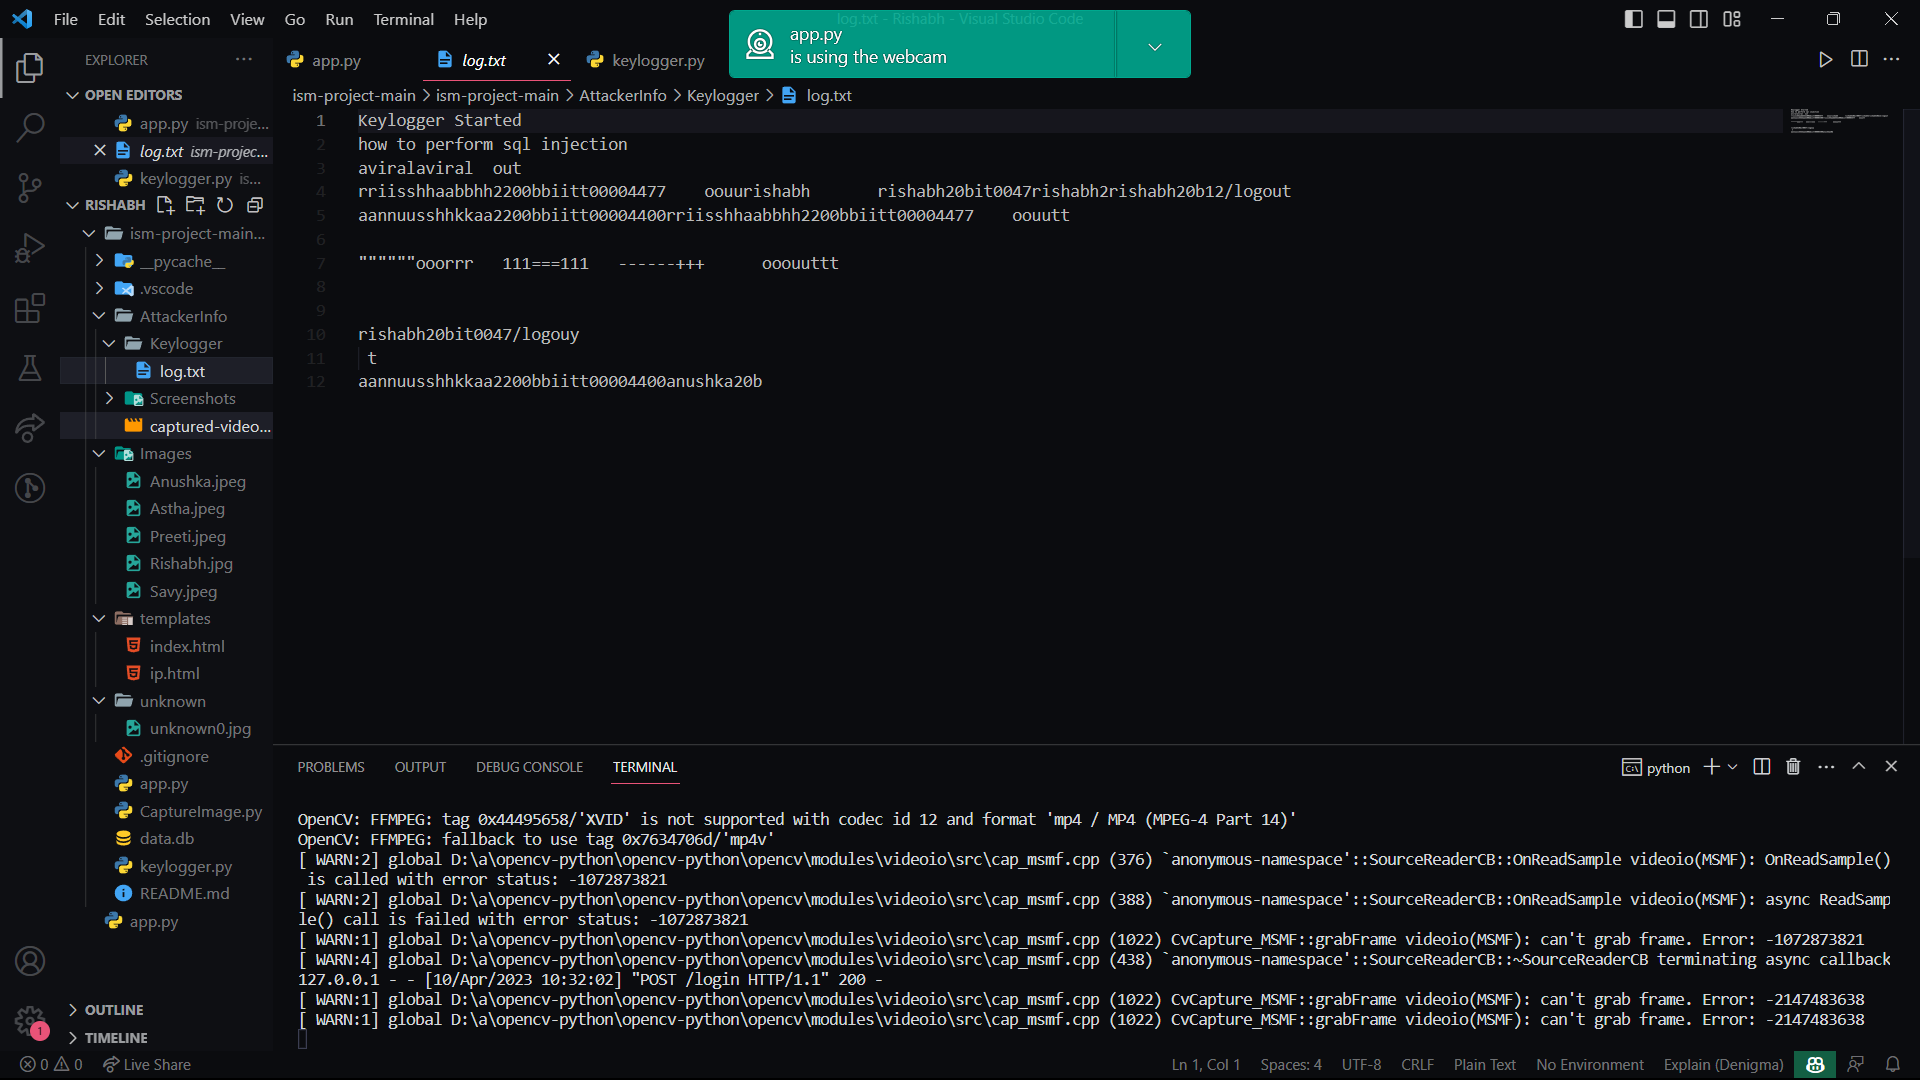 File Edit Selection View Go Run Terminal Help
log.txt - Rishabh - Visual Studio Code
app.py
is using the webcam
EXPLORER
app.py log.txt keylogger.py
OPEN EDITORS
app.py ism-proje...
log.txt ism-projec...
keylogger.py is...
RISHABH
ism-project-main...
__pycache__
.vscode
AttackerInfo
Keylogger
log.txt
Screenshots
captured-video...
Images
Anushka.jpeg
Astha.jpeg
Preeti.jpeg
Rishabh.jpg
Savy.jpeg
templates
index.html
ip.html
unknown
unknown0.jpg
.gitignore
app.py
CaptureImage.py
data.db
keylogger.py
README.md
app.py
OUTLINE
TIMELINE
ism-project-main > ism-project-main > AttackerInfo > Keylogger > log.txt
1 Keylogger Started
2 how to perform sql injection
3 aviralaviral  out
4 rriisshhaabbhh2200bbiitt00004477    oouurishabh       rishabh20bit0047rishabh2rishabh20b12/logout
5 aannuusshhkkaa2200bbiitt00004400rriisshhaabbhh2200bbiitt00004477    oouutt
6
7 """"""ooorrr   111===111   ------+++      ooouuttt
8
9
10 rishabh20bit0047/logouy
11  t
12 aannuusshhkkaa2200bbiitt00004400anushka20b
PROBLEMS OUTPUT DEBUG CONSOLE TERMINAL
python
OpenCV: FFMPEG: tag 0x44495658/'XVID' is not supported with codec id 12 and format 'mp4 / MP4 (MPEG-4 Part 14)'
OpenCV: FFMPEG: fallback to use tag 0x7634706d/'mp4v'
[ WARN:2] global D:\a\opencv-python\opencv-python\opencv\modules\videoio\src\cap_msmf.cpp (376) `anonymous-namespace'::SourceReaderCB::OnReadSample videoio(MSMF): OnReadSample()
 is called with error status: -1072873821
[ WARN:2] global D:\a\opencv-python\opencv-python\opencv\modules\videoio\src\cap_msmf.cpp (388) `anonymous-namespace'::SourceReaderCB::OnReadSample videoio(MSMF): async ReadSamp
le() call is failed with error status: -1072873821
[ WARN:1] global D:\a\opencv-python\opencv-python\opencv\modules\videoio\src\cap_msmf.cpp (1022) CvCapture_MSMF::grabFrame videoio(MSMF): can't grab frame. Error: -1072873821
[ WARN:4] global D:\a\opencv-python\opencv-python\opencv\modules\videoio\src\cap_msmf.cpp (438) `anonymous-namespace'::SourceReaderCB::~SourceReaderCB terminating async callback
127.0.0.1 - - [10/Apr/2023 10:32:02] "POST /login HTTP/1.1" 200 -
[ WARN:1] global D:\a\opencv-python\opencv-python\opencv\modules\videoio\src\cap_msmf.cpp (1022) CvCapture_MSMF::grabFrame videoio(MSMF): can't grab frame. Error: -2147483638
[ WARN:1] global D:\a\opencv-python\opencv-python\opencv\modules\videoio\src\cap_msmf.cpp (1022) CvCapture_MSMF::grabFrame videoio(MSMF): can't grab frame. Error: -2147483638
1
0 0 Live Share Ln 1, Col 1 Spaces: 4 UTF-8 CRLF Plain Text No Environment Explain (Denigma)